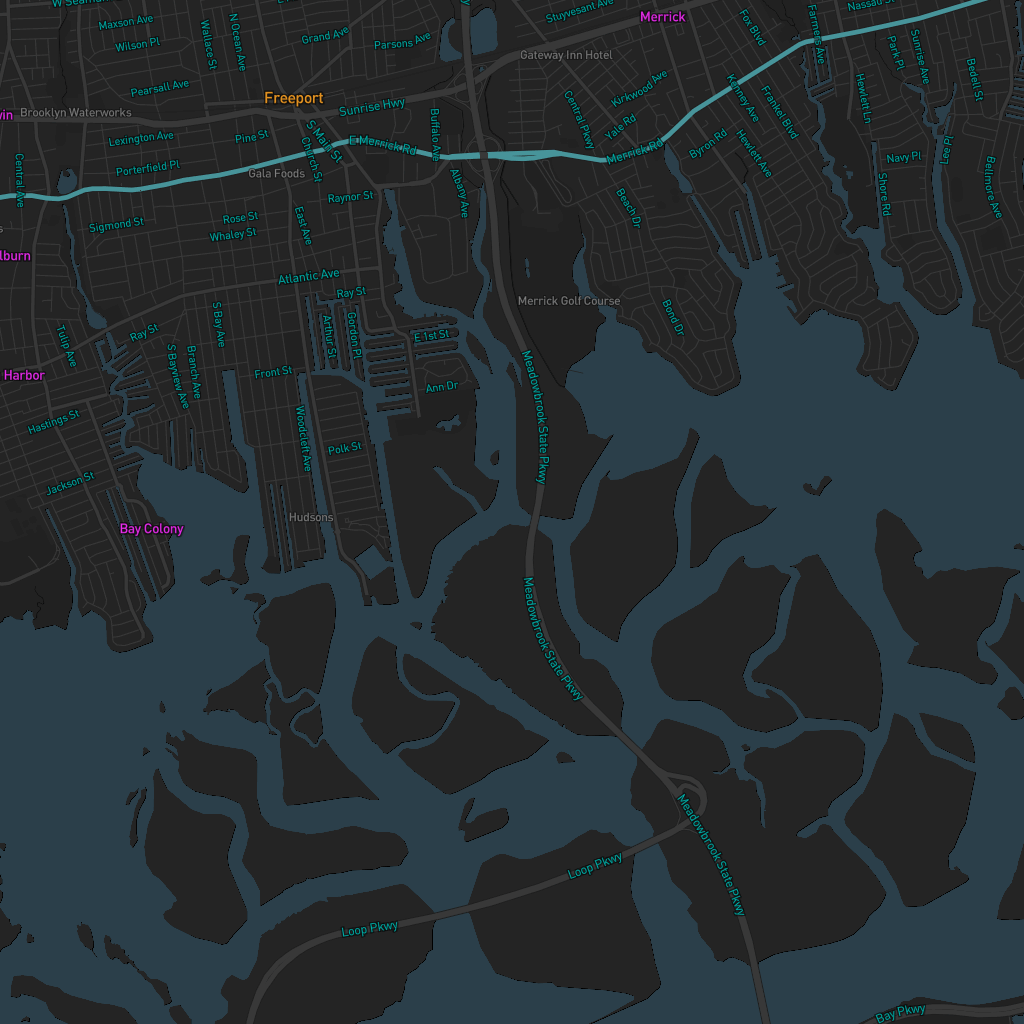 W Seaman
Maxson Ave
Wilson Pl
Wallace St
N Ocean Ave
Grand Ave
Parsons Ave
Stuyvesant Ave
Merrick
Gateway Inn Hotel
Fox Blvd
Farmers Ave
Nassau St
Park Pl
Sunrise Ave
Bedell St
Pearsall Ave
Freeport
Sunrise Hwy
Kirkwood Ave
Kenney Ave
Frankel Blvd
Hewlett Ln
Brooklyn Waterworks
Lexington Ave
Pine St
S Main St
Church St
E Merrick Rd
Buffalo Ave
Central Pkwy
Yale Rd
Merrick Rd
Byron Rd
Hewlett Ave
Navy Pl
Lee Pl
Central Ave
Porterfield Pl
Gala Foods
Albany Ave
Beach Dr
Shore Rd
Bellmore Ave
Sigmond St
Rose St
Whaley St
East Ave
Raynor St
lburn
Atlantic Ave
Ray St
Merrick Golf Course
Bond Dr
Tulip Ave
Ray St
S Bay Ave
Arthur St
Gordon Pl
E 1st St
Harbor
S Bayview Ave
Branch Ave
Front St
Ann Dr
Meadowbrook State Pkwy
Hastings St
Woodcleft Ave
Polk St
Jackson St
Bay Colony
Hudsons
Meadowbrook State Pkwy
Meadowbrook State Pkwy
Loop Pkwy
Loop Pkwy
Bay Pkwy